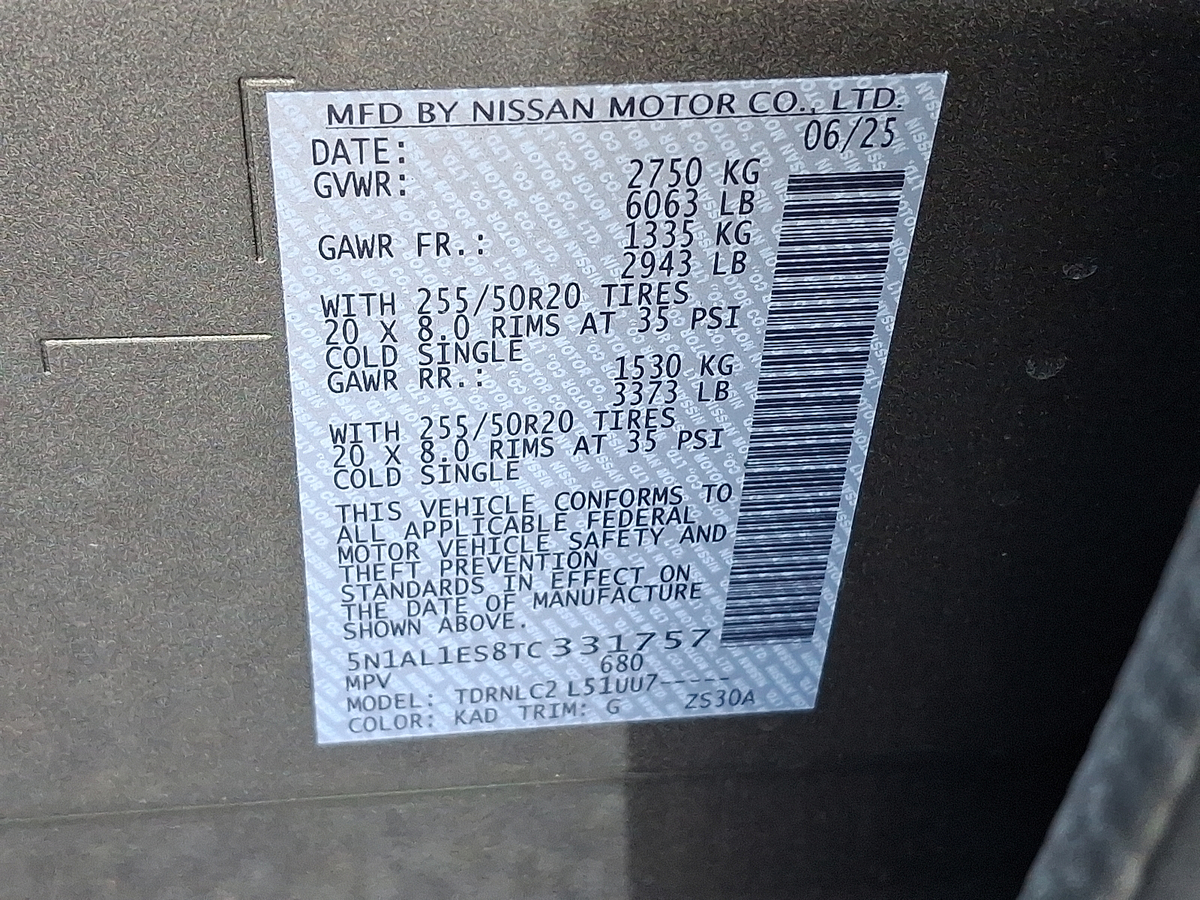 MFD BY NISSAN MOTOR CO., LTD.
DATE: 06/25
GVWR: 2750 KG
6063 LB
GAWR FR.: 1335 KG
2943 LB
WITH 255/50R20 TIRES
20 X 8.0 RIMS AT 35 PSI
COLD SINGLE
GAWR RR.: 1530 KG
3373 LB
WITH 255/50R20 TIRES
20 X 8.0 RIMS AT 35 PSI
COLD SINGLE
THIS VEHICLE CONFORMS TO
ALL APPLICABLE FEDERAL
MOTOR VEHICLE SAFETY AND
THEFT PREVENTION
STANDARDS IN EFFECT ON
THE DATE OF MANUFACTURE
SHOWN ABOVE.
5N1AL1ES8TC 331757
MPV 680
MODEL: TDRNLC2 L51UU7-----
COLOR: KAD TRIM: G ZS30A